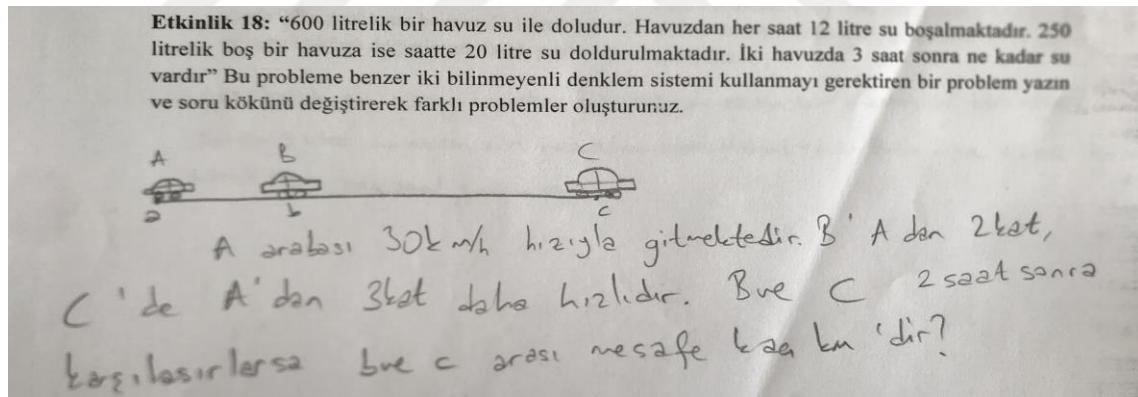 Etkinlik 18: “600 litrelik bir havuz su ile doludur. Havuzdan her saat 12 litre su boşalmaktadır. 250
litrelik boş bir havuza ise saatte 20 litre su doldurulmaktadır. İki havuzda 3 saat sonra ne kadar su
vardır” Bu probleme benzer iki bilinmeyenli denklem sistemi kullanmayı gerektiren bir problem yazın
ve soru kökünü değiştirerek farklı problemler oluşturunuz.
A B C
a b c
A arabası 30k m/h hızıyla gitmektedir. B' A dan 2kat,
C 'de A'dan 3kat daha hızlıdır. B ve C 2 saat sonra
karşılaşırlarsa b ve c arası mesafe kaç km 'dir?